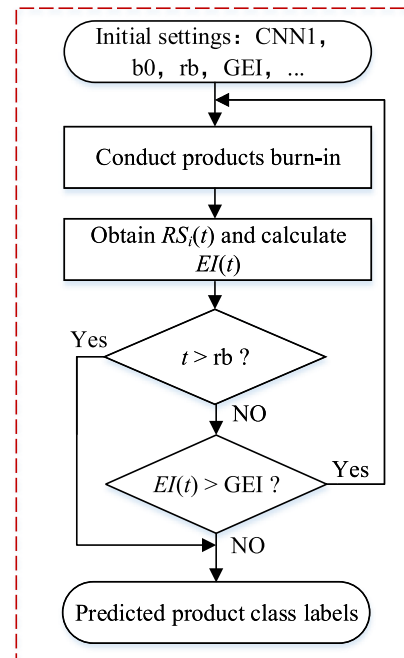 Initial settings：CNN1，
b0，rb，GEI，...
Conduct products burn-in
Obtain RSi(t) and calculate
EI(t)
Yes
t > rb ?
NO
EI(t) > GEI ?
Yes
NO
Predicted product class labels